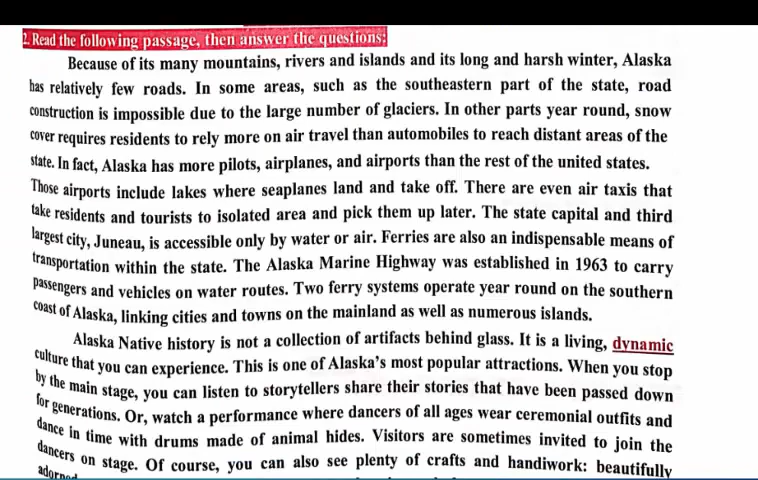 2. Read the following passage, then answer the questions:
Because of its many mountains, rivers and islands and its long and harsh winter, Alaska
has relatively few roads. In some areas, such as the southeastern part of the state, road
construction is impossible due to the large number of glaciers. In other parts year round, snow
cover requires residents to rely more on air travel than automobiles to reach distant areas of the
state. In fact, Alaska has more pilots, airplanes, and airports than the rest of the united states.
Those airports include lakes where seaplanes land and take off. There are even air taxis that
take residents and tourists to isolated area and pick them up later. The state capital and third
largest city, Juneau, is accessible only by water or air. Ferries are also an indispensable means of
transportation within the state. The Alaska Marine Highway was established in 1963 to carry
passengers and vehicles on water routes. Two ferry systems operate year round on the southern
coast of Alaska, linking cities and towns on the mainland as well as numerous islands.
Alaska Native history is not a collection of artifacts behind glass. It is a living, dynamic
culture that you can experience. This is one of Alaska's most popular attractions. When you stop
by the main stage, you can listen to storytellers share their stories that have been passed down
for generations. Or, watch a performance where dancers of all ages wear ceremonial outfits and
dance in time with drums made of animal hides. Visitors are sometimes invited to join the
dancers on stage. Of course, you can also see plenty of crafts and handiwork: beautifully
adorned